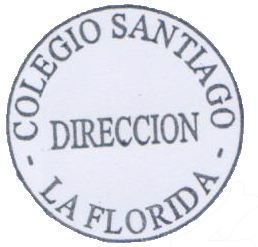 COLEGIO SANTIAGO
DIRECCION
- LA FLORIDA -